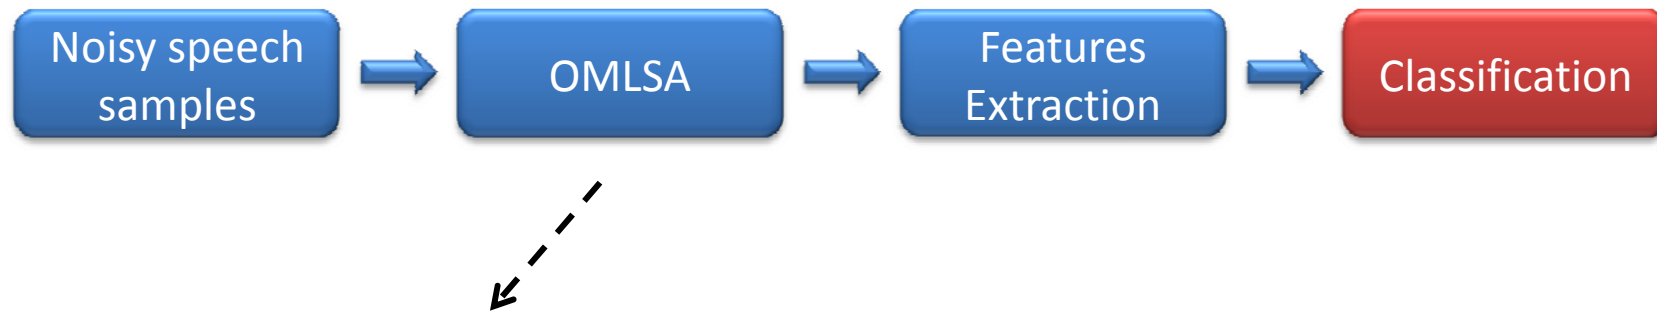 Noisy speech
samples
OMLSA
Features
Extraction
Classification